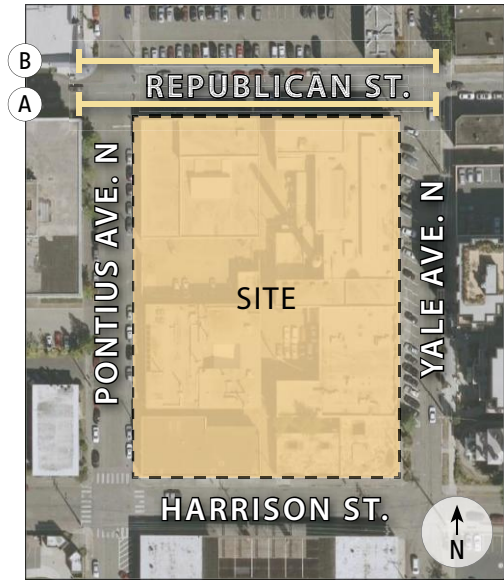 B
REPUBLICAN ST.
A
PONTIUS AVE. N
SITE
YALE AVE. N
HARRISON ST.
N